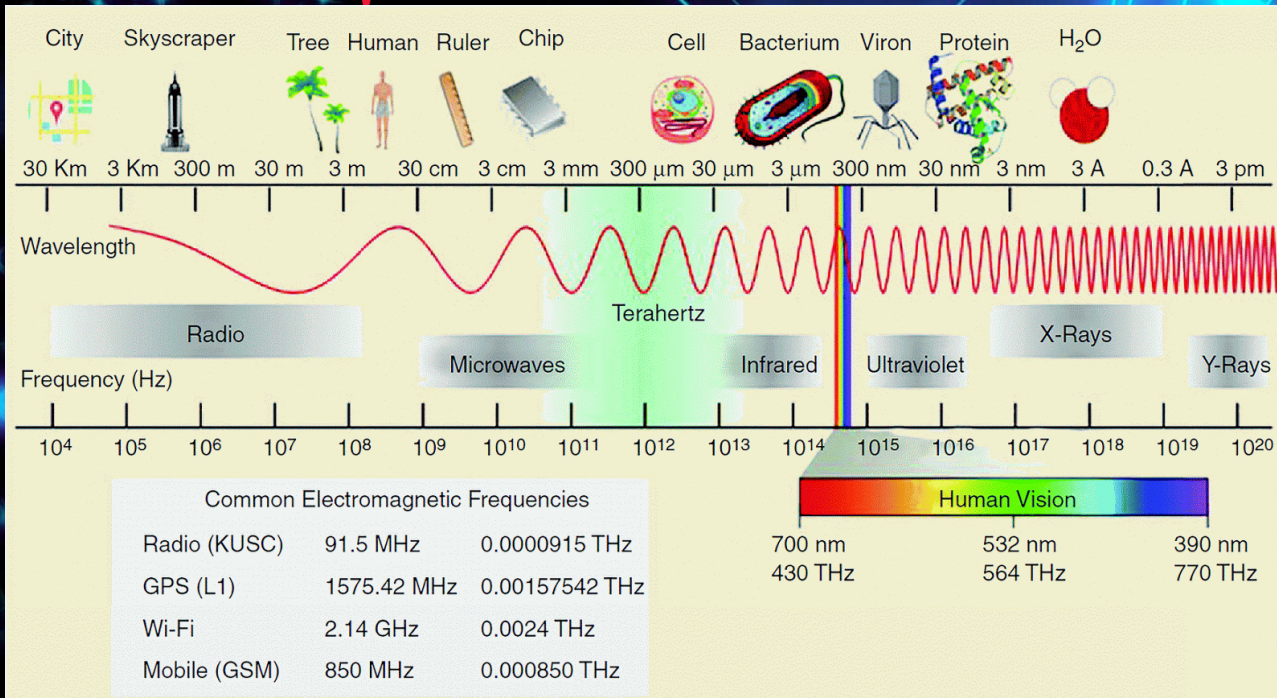 City Skyscraper Tree Human Ruler Chip Cell Bacterium Viron Protein H₂O
30 Km 3 Km 300 m 30 m 3 m 30 cm 3 cm 3 mm 300 µm 30 µm 3 µm 300 nm 30 nm 3 nm 3 A 0.3 A 3 pm
Wavelength
Terahertz
Radio X-Rays
Microwaves Infrared Ultraviolet Y-Rays
Frequency (Hz)
10⁴ 10⁵ 10⁶ 10⁷ 10⁸ 10⁹ 10¹⁰ 10¹¹ 10¹² 10¹³ 10¹⁴ 10¹⁵ 10¹⁶ 10¹⁷ 10¹⁸ 10¹⁹ 10²⁰
Common Electromagnetic Frequencies
Radio (KUSC) 91.5 MHz 0.0000915 THz
GPS (L1) 1575.42 MHz 0.00157542 THz
Wi-Fi 2.14 GHz 0.0024 THz
Mobile (GSM) 850 MHz 0.000850 THz
Human Vision
700 nm 532 nm 390 nm
430 THz 564 THz 770 THz